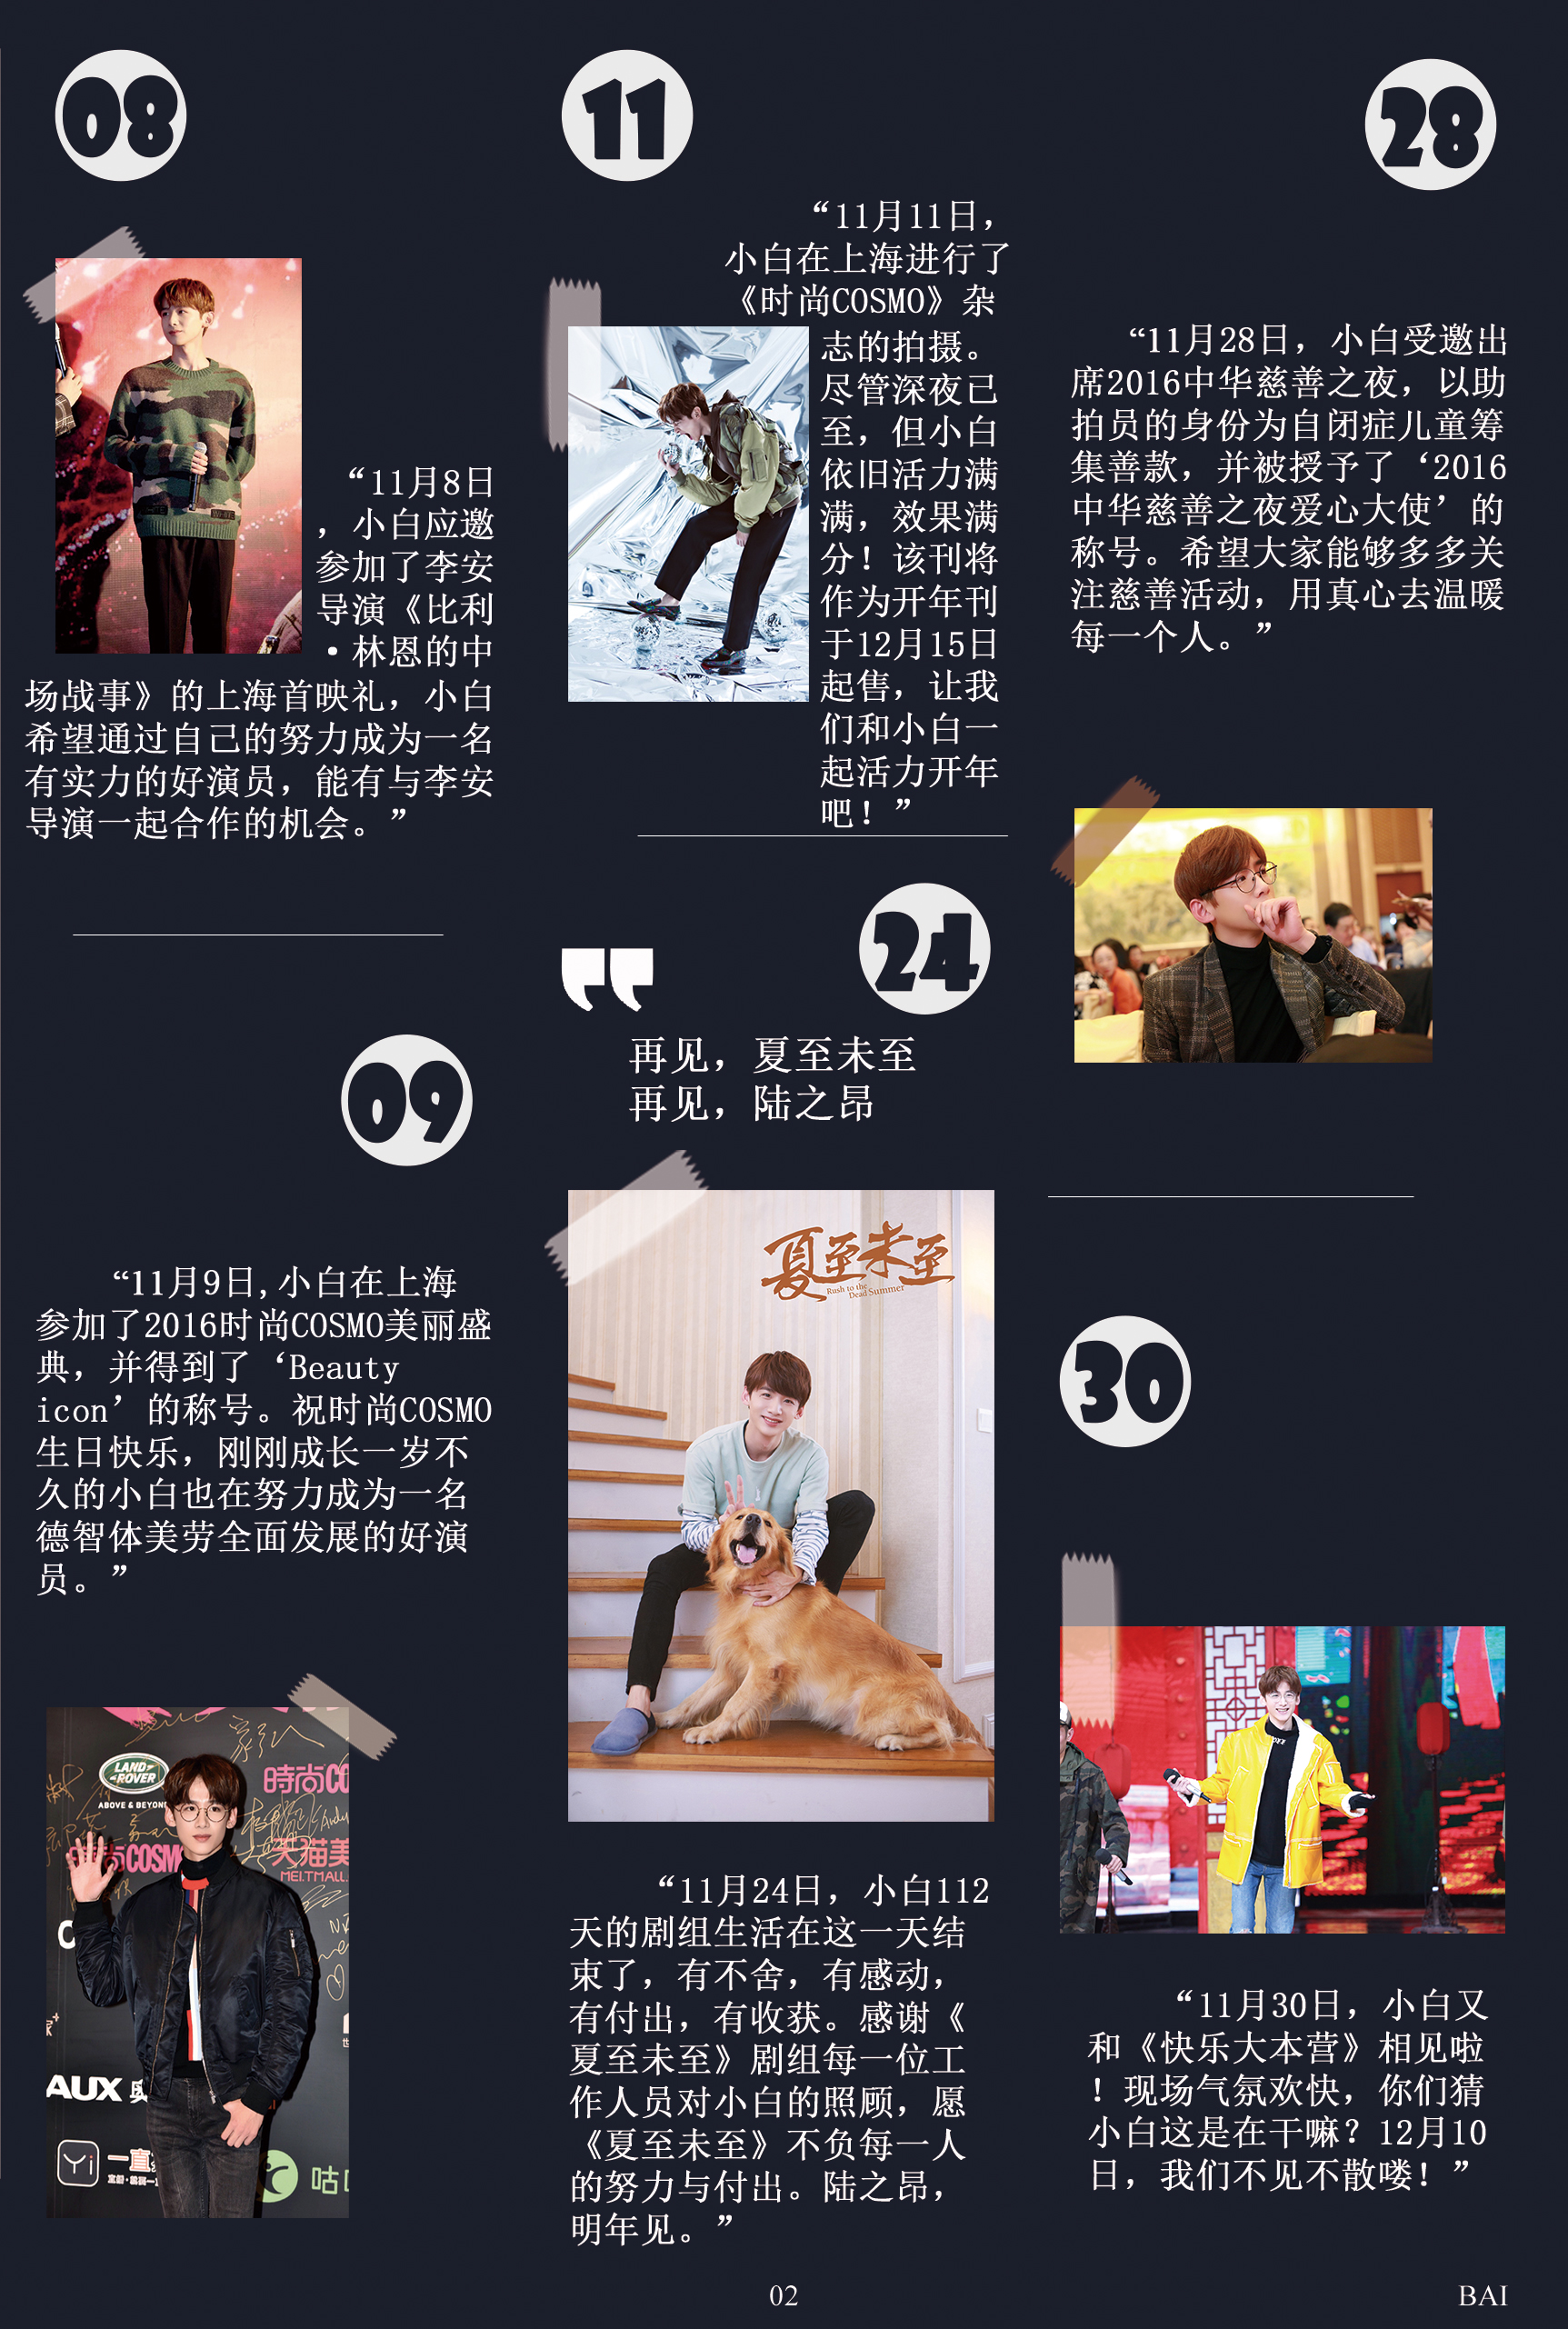 08
“11月8日
，小白应邀
参加了李安
导演《比利
·林恩的中
场战事》的上海首映礼，小白
希望通过自己的努力成为一名
有实力的好演员，能有与李安
导演一起合作的机会。”
09
“11月9日,小白在上海
参加了2016时尚COSMO美丽盛
典，并得到了‘Beauty
icon’的称号。祝时尚COSMO
生日快乐，刚刚成长一岁不
久的小白也在努力成为一名
德智体美劳全面发展的好演
员。”
LAND
ROVER
ABOVE & BEYOND
時尚CO
COSM
天猫美
MEI.TMALL.
AUX 奥
Yi
一直
咕
11
“11月11日，
小白在上海进行了
《时尚COSMO》杂
志的拍摄。
尽管深夜已
至，但小白
依旧活力满
满，效果满
分！该刊将
作为开年刊
于12月15日
起售，让我
们和小白一
起活力开年
吧！”
24
再见，夏至未至
再见，陆之昂
夏至未至
Rush to the
Dead Summer
“11月24日，小白112
天的剧组生活在这一天结
束了，有不舍，有感动，
有付出，有收获。感谢《
夏至未至》剧组每一位工
作人员对小白的照顾，愿
《夏至未至》不负每一人
的努力与付出。陆之昂，
明年见。”
28
“11月28日，小白受邀出
席2016中华慈善之夜，以助
拍员的身份为自闭症儿童筹
集善款，并被授予了‘2016
中华慈善之夜爱心大使’的
称号。希望大家能够多多关
注慈善活动，用真心去温暖
每一个人。”
30
“11月30日，小白又
和《快乐大本营》相见啦
！现场气氛欢快，你们猜
小白这是在干嘛？12月10
日，我们不见不散喽！”
02
BAI